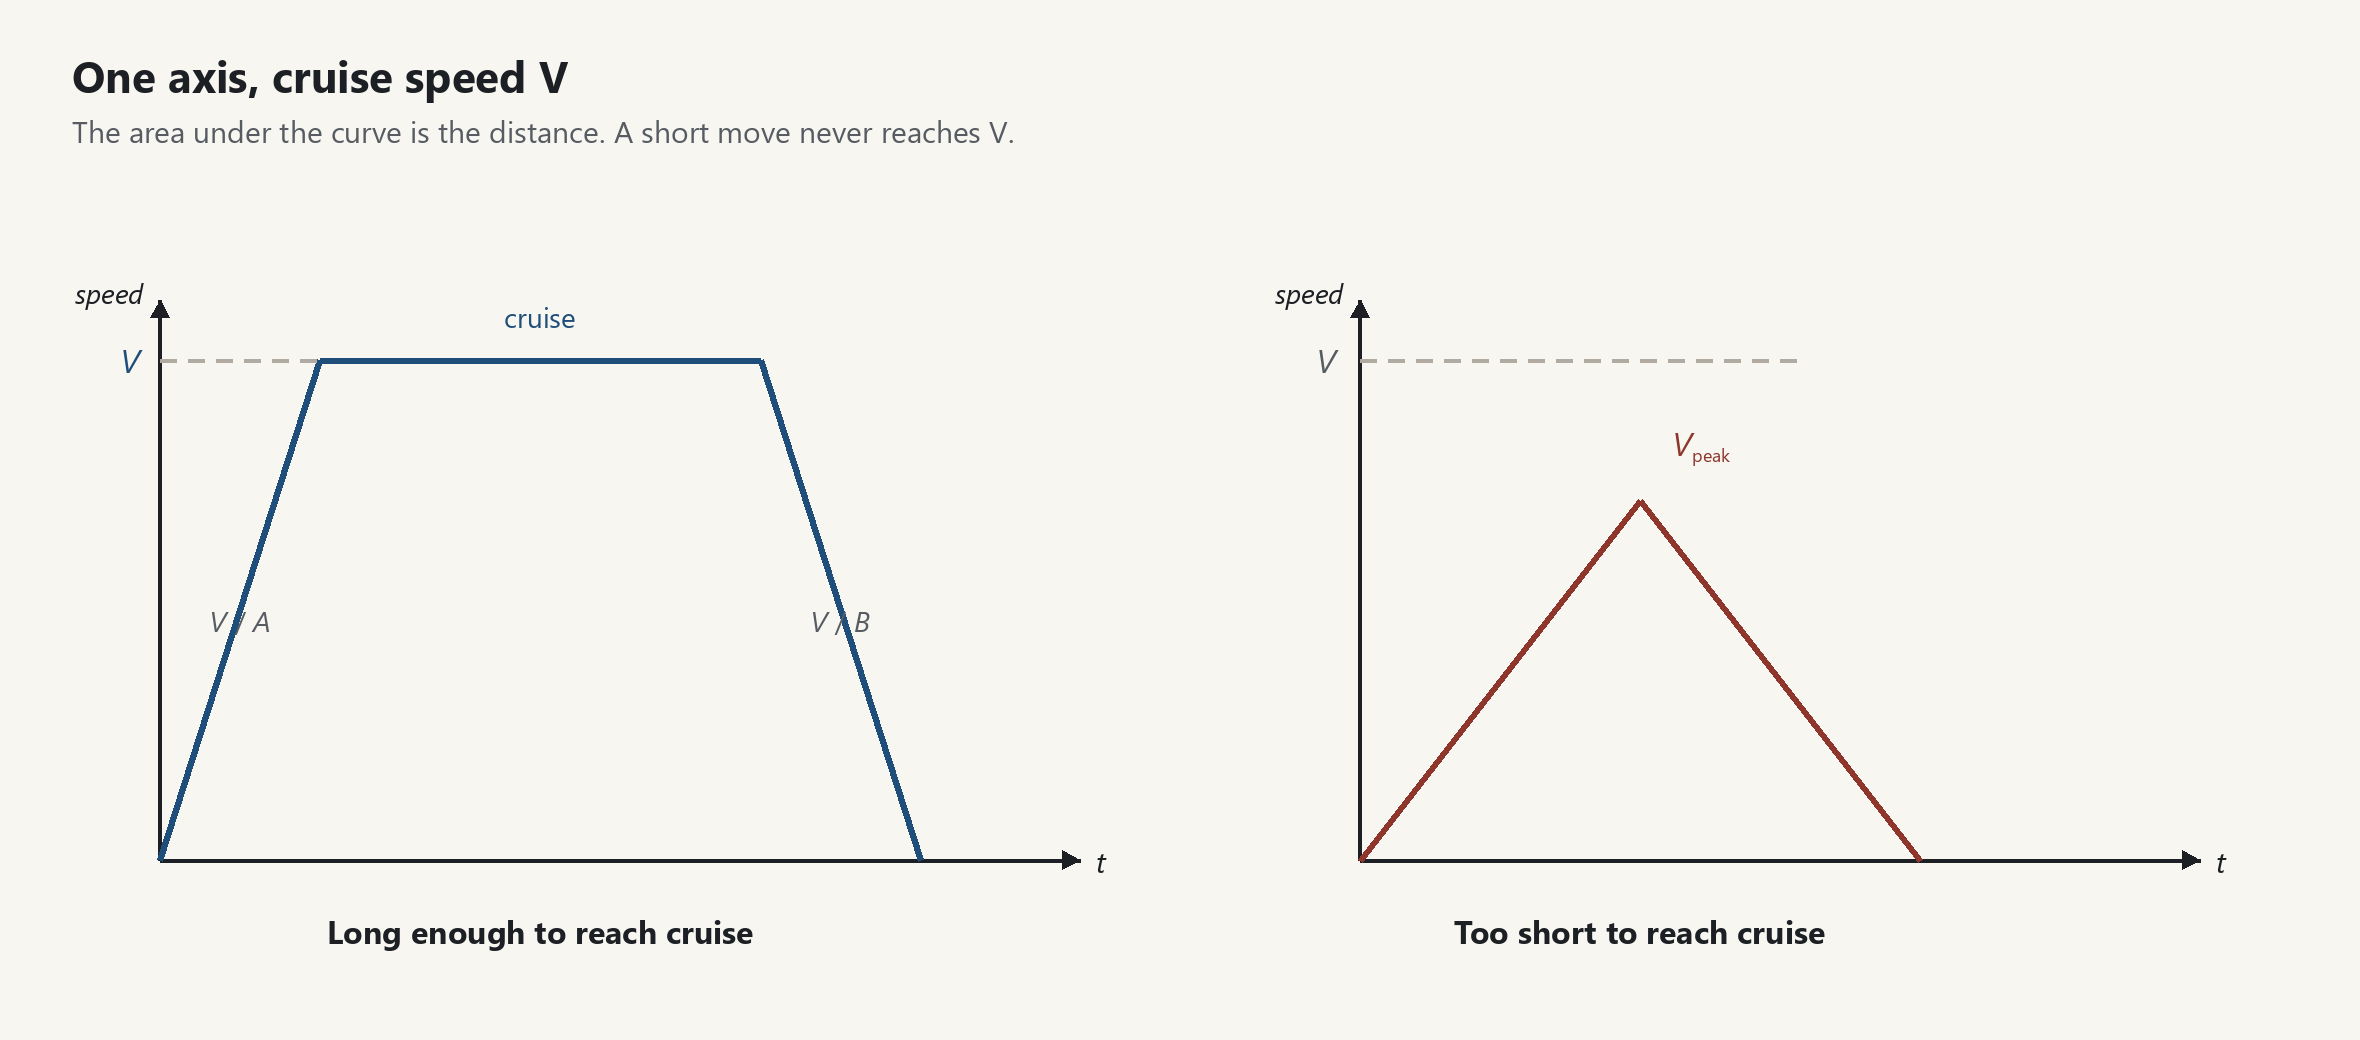 One axis, cruise speed V
The area under the curve is the distance. A short move never reaches V.
speed
cruise
V
V / A
V / B
t
Long enough to reach cruise
speed
V
Vpeak
t
Too short to reach cruise